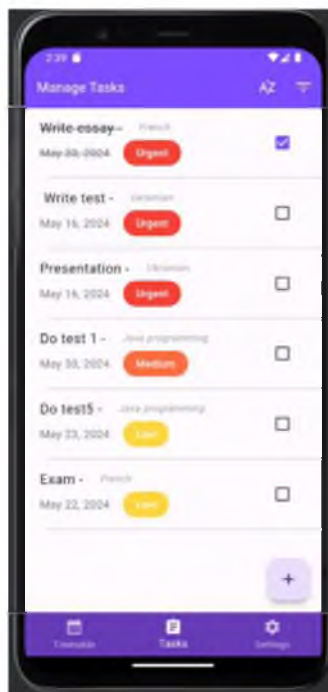 2:39
Manage Tasks AZ
Write essay - French
May 30, 2024 Urgent
Write test - Ukrainian
May 16, 2024 Urgent
Presentation - Ukrainian
May 16, 2024 Urgent
Do test 1 - Java programming
May 30, 2024 Medium
Do test5 - Java programming
May 23, 2024 Low
Exam - French
May 22, 2024 Low
+
Timetable Tasks Settings